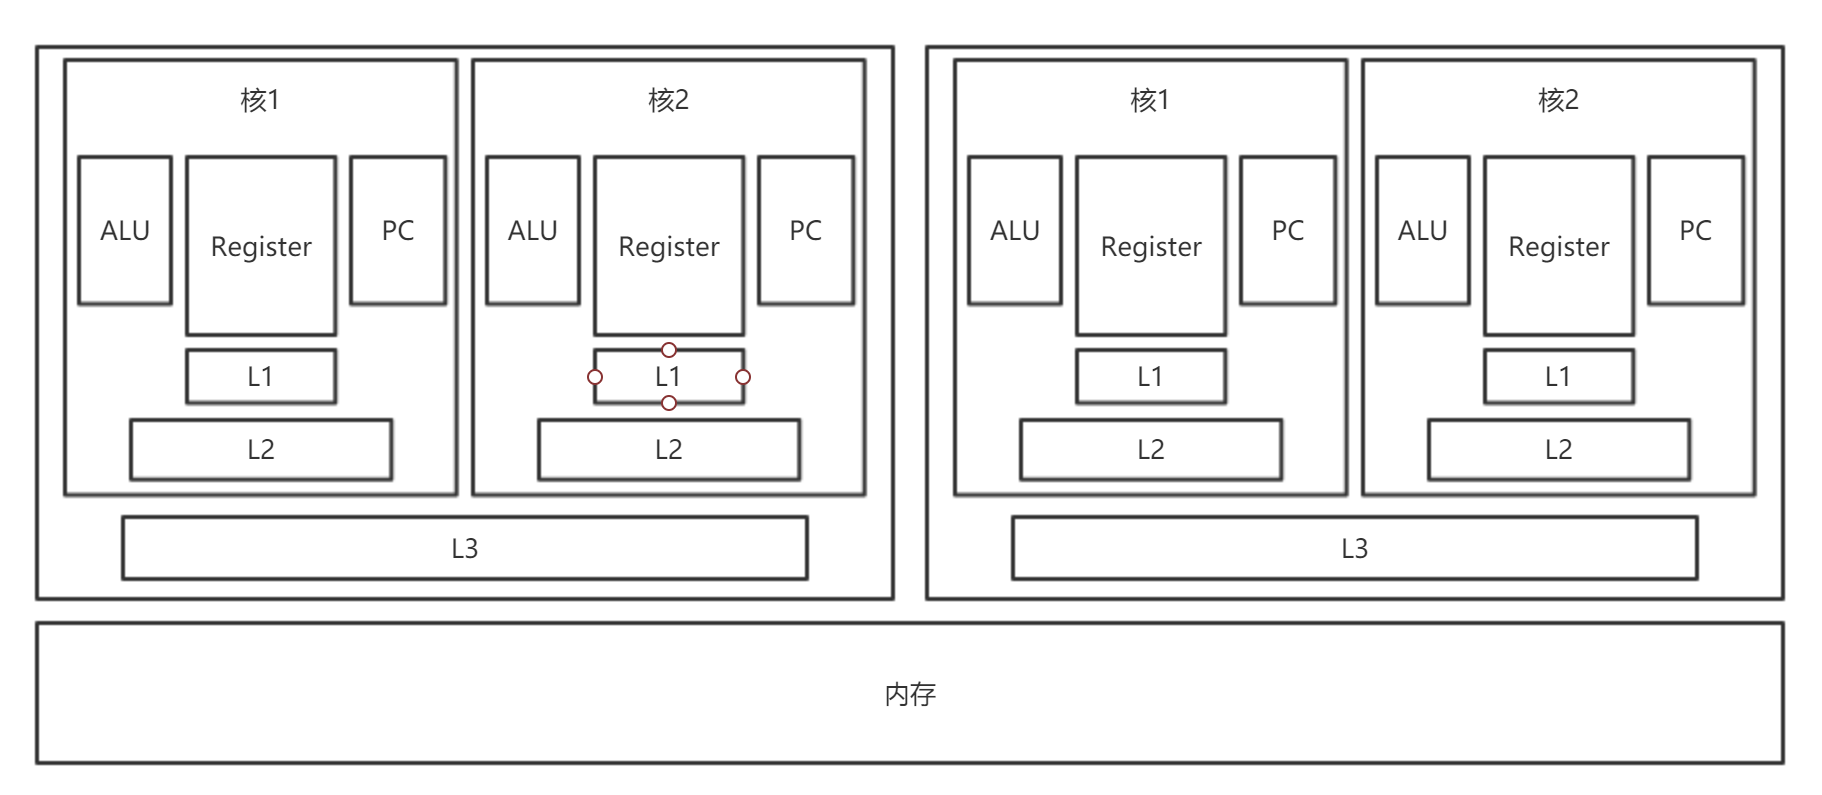 核1
核2
核1
核2
ALU
Register
PC
ALU
Register
PC
ALU
Register
PC
ALU
Register
PC
L1
L1
L1
L1
L2
L2
L2
L2
L3
L3
内存